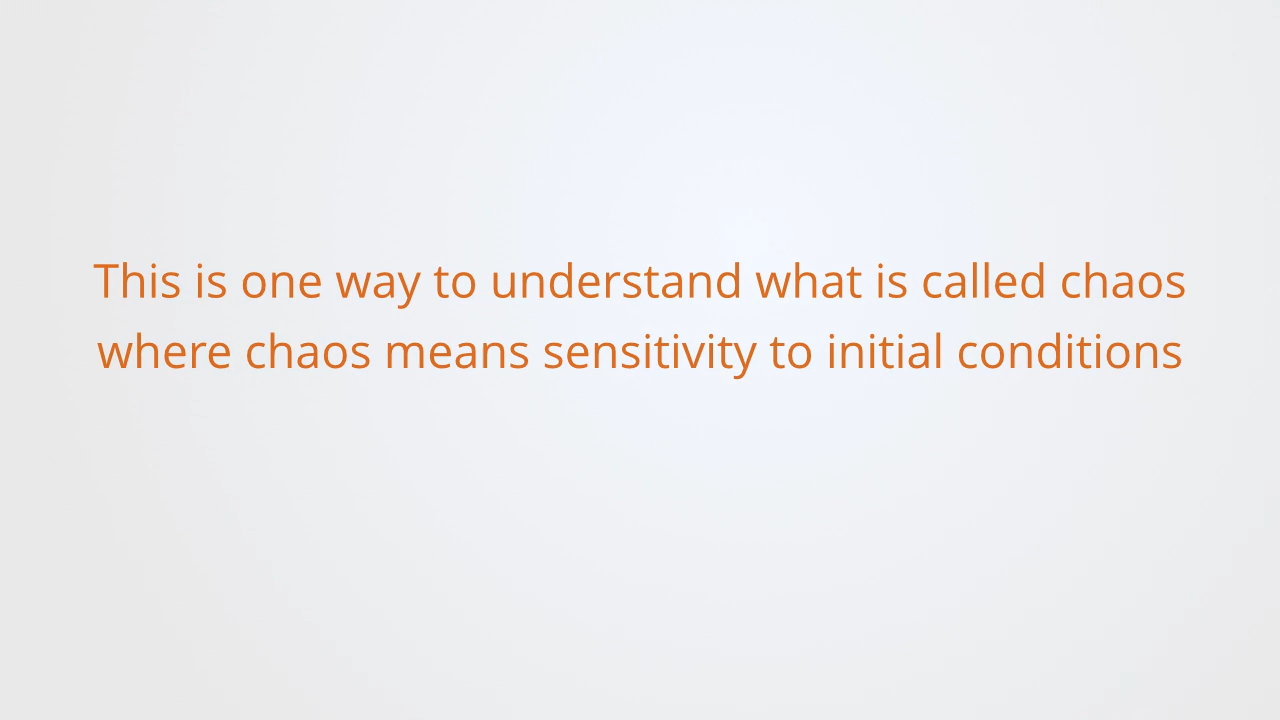 This is one way to understand what is called chaos
where chaos means sensitivity to initial conditions